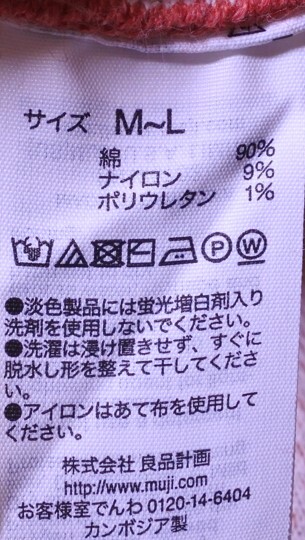 サイズ M~L
綿 90%
ナイロン 9%
ポリウレタン 1%
P W
●淡色製品には蛍光増白剤入り
洗剤を使用しないでください。
●洗濯は浸け置きせず、すぐに
脱水し形を整えて干してくださ
い。
●アイロンはあて布を使用して
ください。
株式会社 良品計画
http://www.muji.com
お客様室でんわ 0120-14-6404
カンボジア製